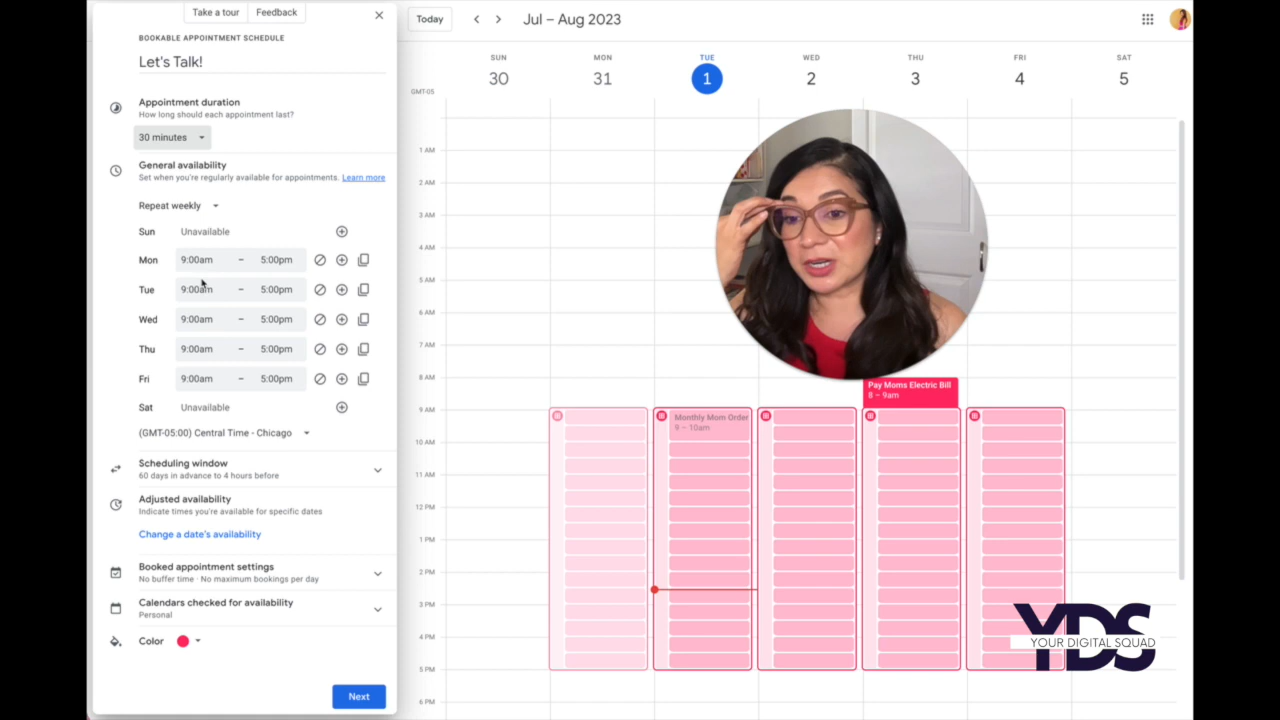 Take a tour
Feedback
BOOKABLE APPOINTMENT SCHEDULE
Let's Talk!
Appointment duration
How long should each appointment last?
30 minutes
General availability
Set when you're regularly available for appointments. Learn more
Repeat weekly
Sun Unavailable
Mon 9:00am – 5:00pm
Tue 9:00am – 5:00pm
Wed 9:00am – 5:00pm
Thu 9:00am – 5:00pm
Fri 9:00am – 5:00pm
Sat Unavailable
(GMT-05:00) Central Time - Chicago
Scheduling window
60 days in advance to 4 hours before
Adjusted availability
Indicate times you're available for specific dates
Change a date's availability
Booked appointment settings
No buffer time · No maximum bookings per day
Calendars checked for availability
Personal
Color
Next
Today
Jul – Aug 2023
SUN MON TUE WED THU FRI SAT
30 31 1 2 3 4 5
GMT-05
1 AM
2 AM
3 AM
4 AM
5 AM
6 AM
7 AM
8 AM
Pay Moms Electric Bill
8 – 9am
9 AM
Monthly Mom Order
9 – 10am
10 AM
11 AM
12 PM
1 PM
2 PM
3 PM
4 PM
5 PM
6 PM
YDS
YOUR DIGITAL SQUAD